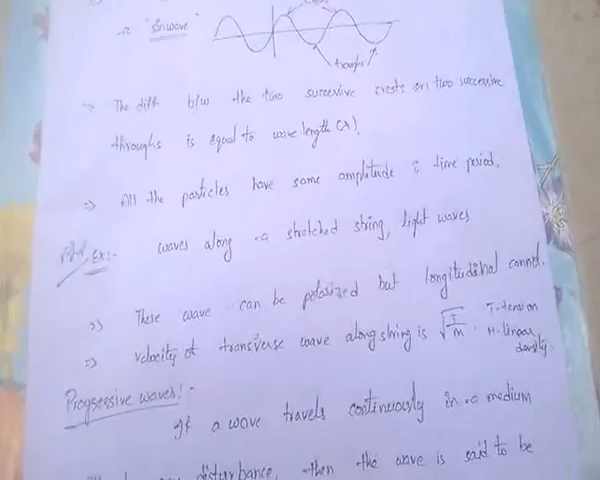 a "sinwave"
troughs
=> The diff b/w the two successive crests (or) two successive
throughs is equal to wave length (λ).
=> All the particles have same amplitude & time period.
Ex:- waves along a stretched string, light waves
=> These wave can be polarized but longitudinal cannot.
=> velocity of transverse wave along string is √T/m . T-tension
M-linear
density.
Progressive waves:-
If a wave travels continuously in a medium
any disturbance, then the wave is said to be